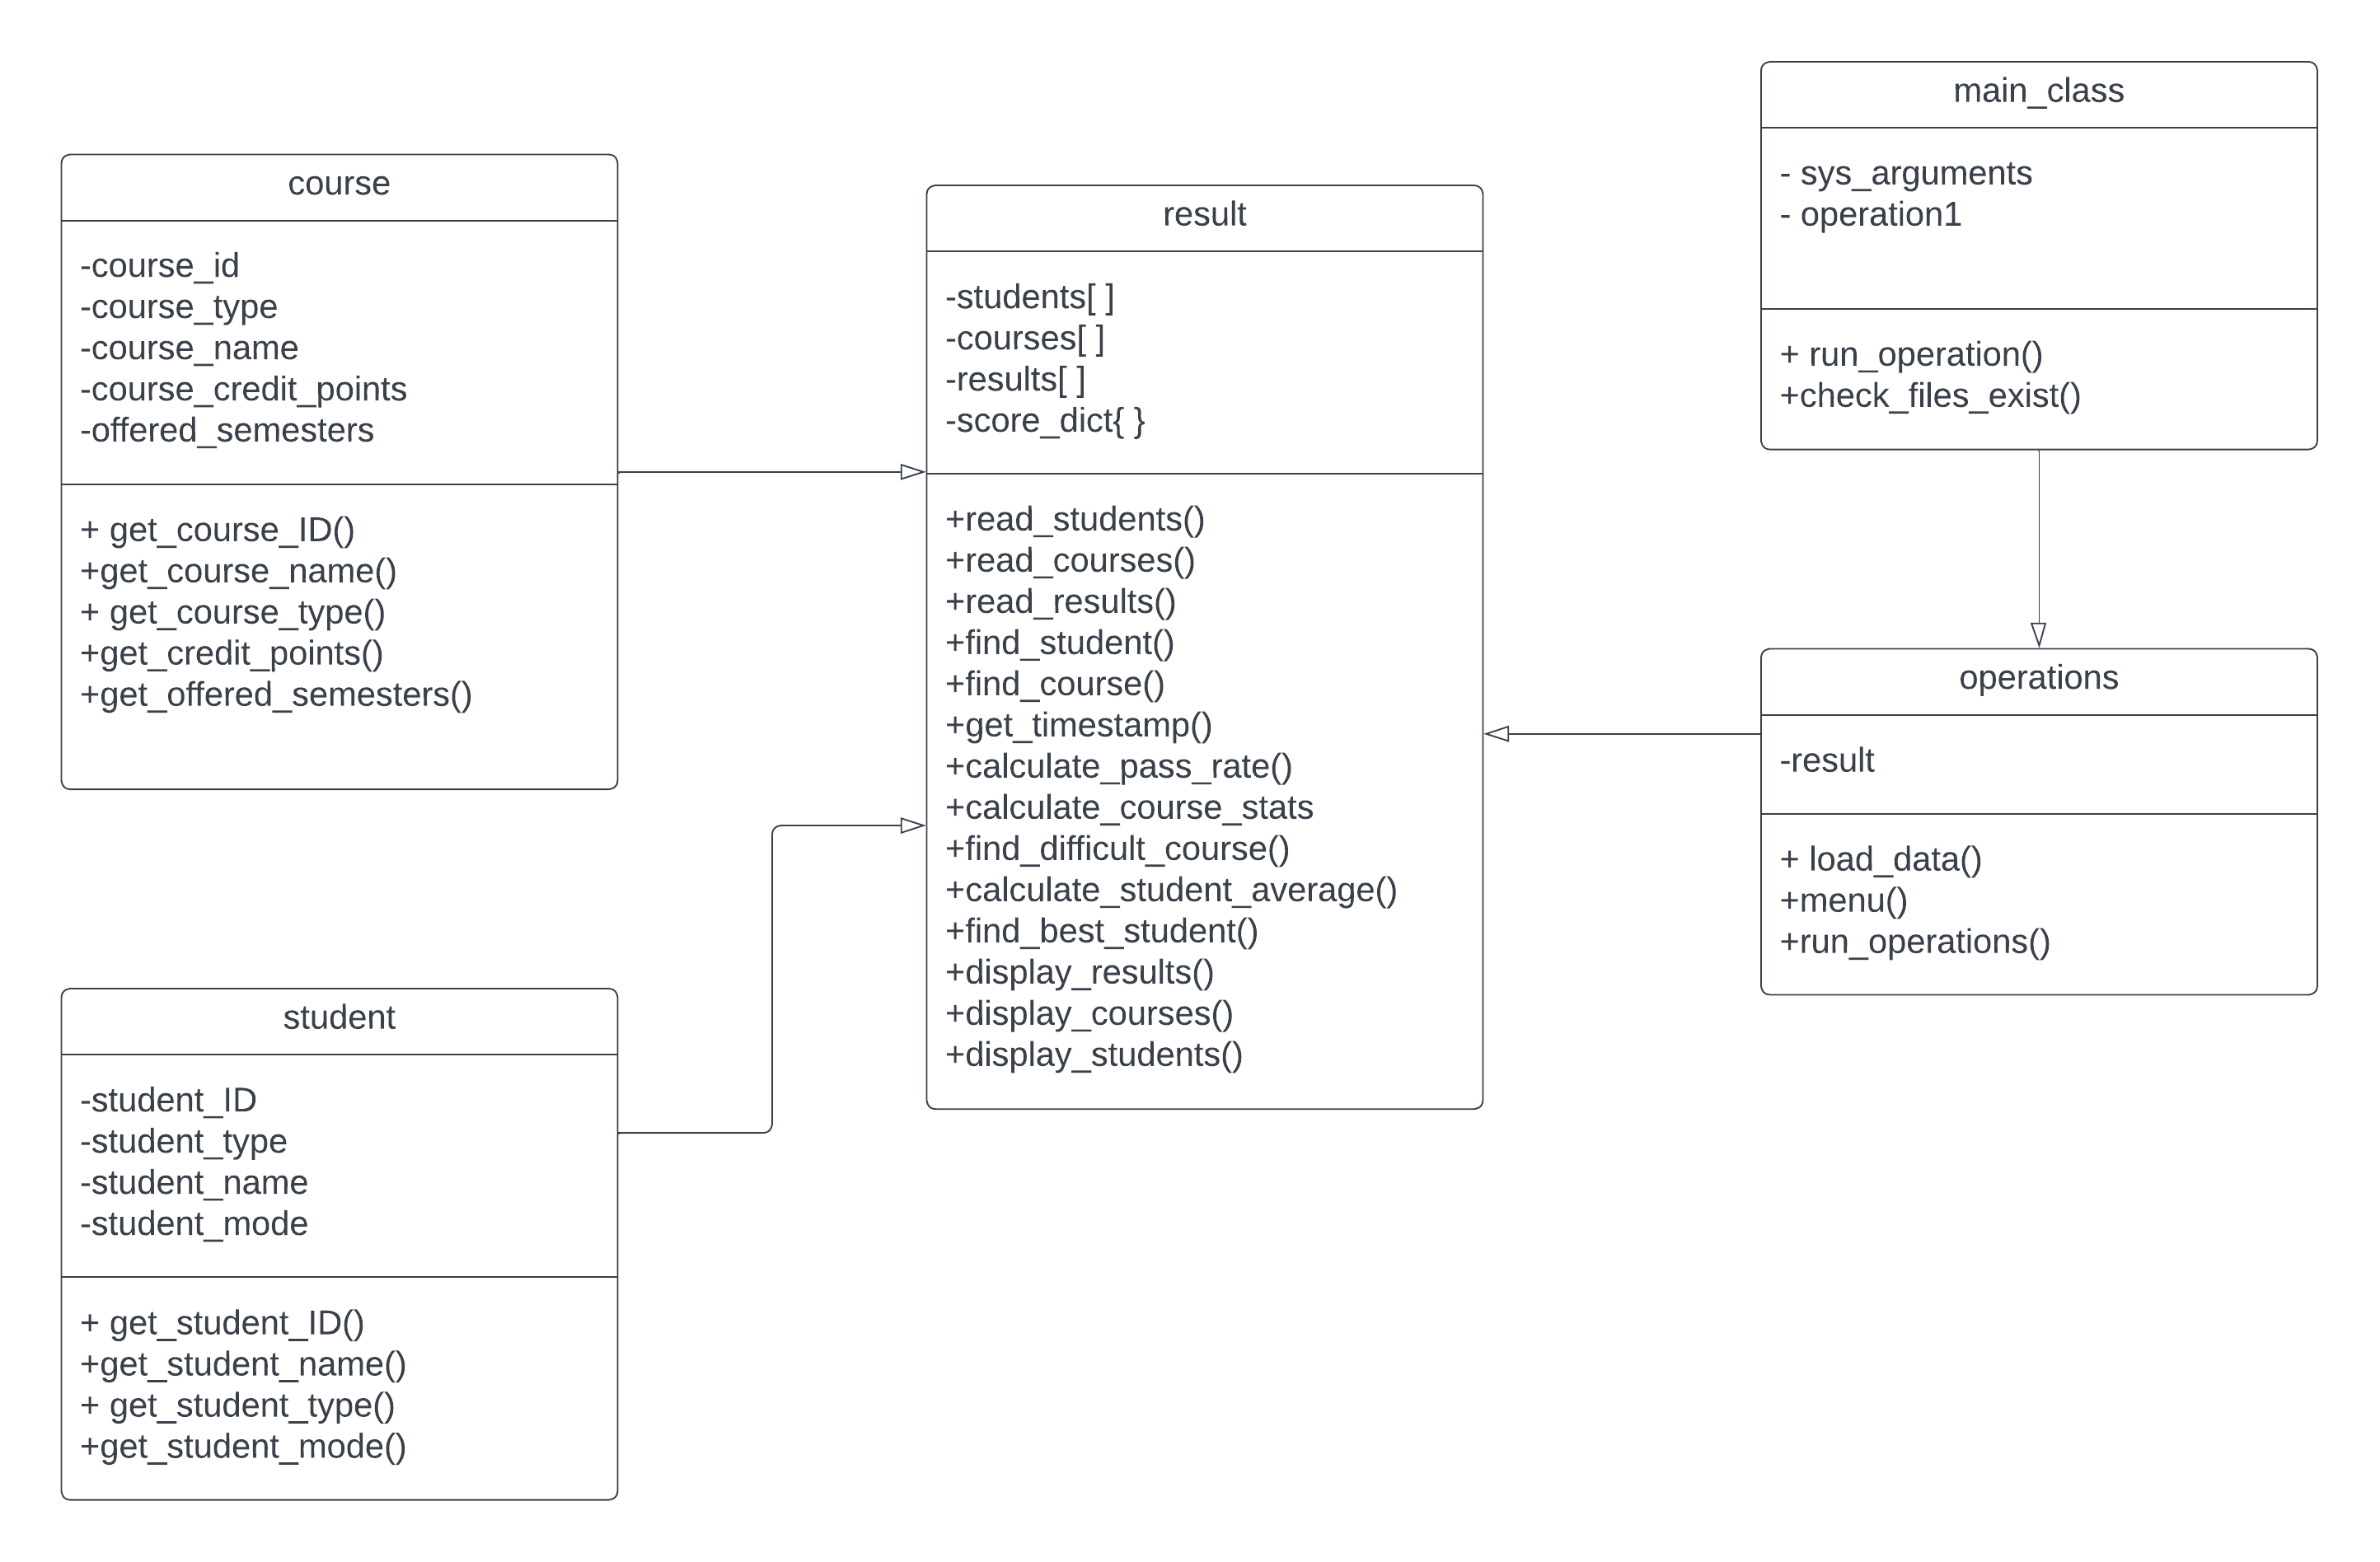 course
-course_id
-course_type
-course_name
-course_credit_points
-offered_semesters
+ get_course_ID()
+get_course_name()
+ get_course_type()
+get_credit_points()
+get_offered_semesters()
student
-student_ID
-student_type
-student_name
-student_mode
+ get_student_ID()
+get_student_name()
+ get_student_type()
+get_student_mode()
result
-students[ ]
-courses[ ]
-results[ ]
-score_dict{ }
+read_students()
+read_courses()
+read_results()
+find_student()
+find_course()
+get_timestamp()
+calculate_pass_rate()
+calculate_course_stats
+find_difficult_course()
+calculate_student_average()
+find_best_student()
+display_results()
+display_courses()
+display_students()
main_class
- sys_arguments
- operation1
+ run_operation()
+check_files_exist()
operations
-result
+ load_data()
+menu()
+run_operations()